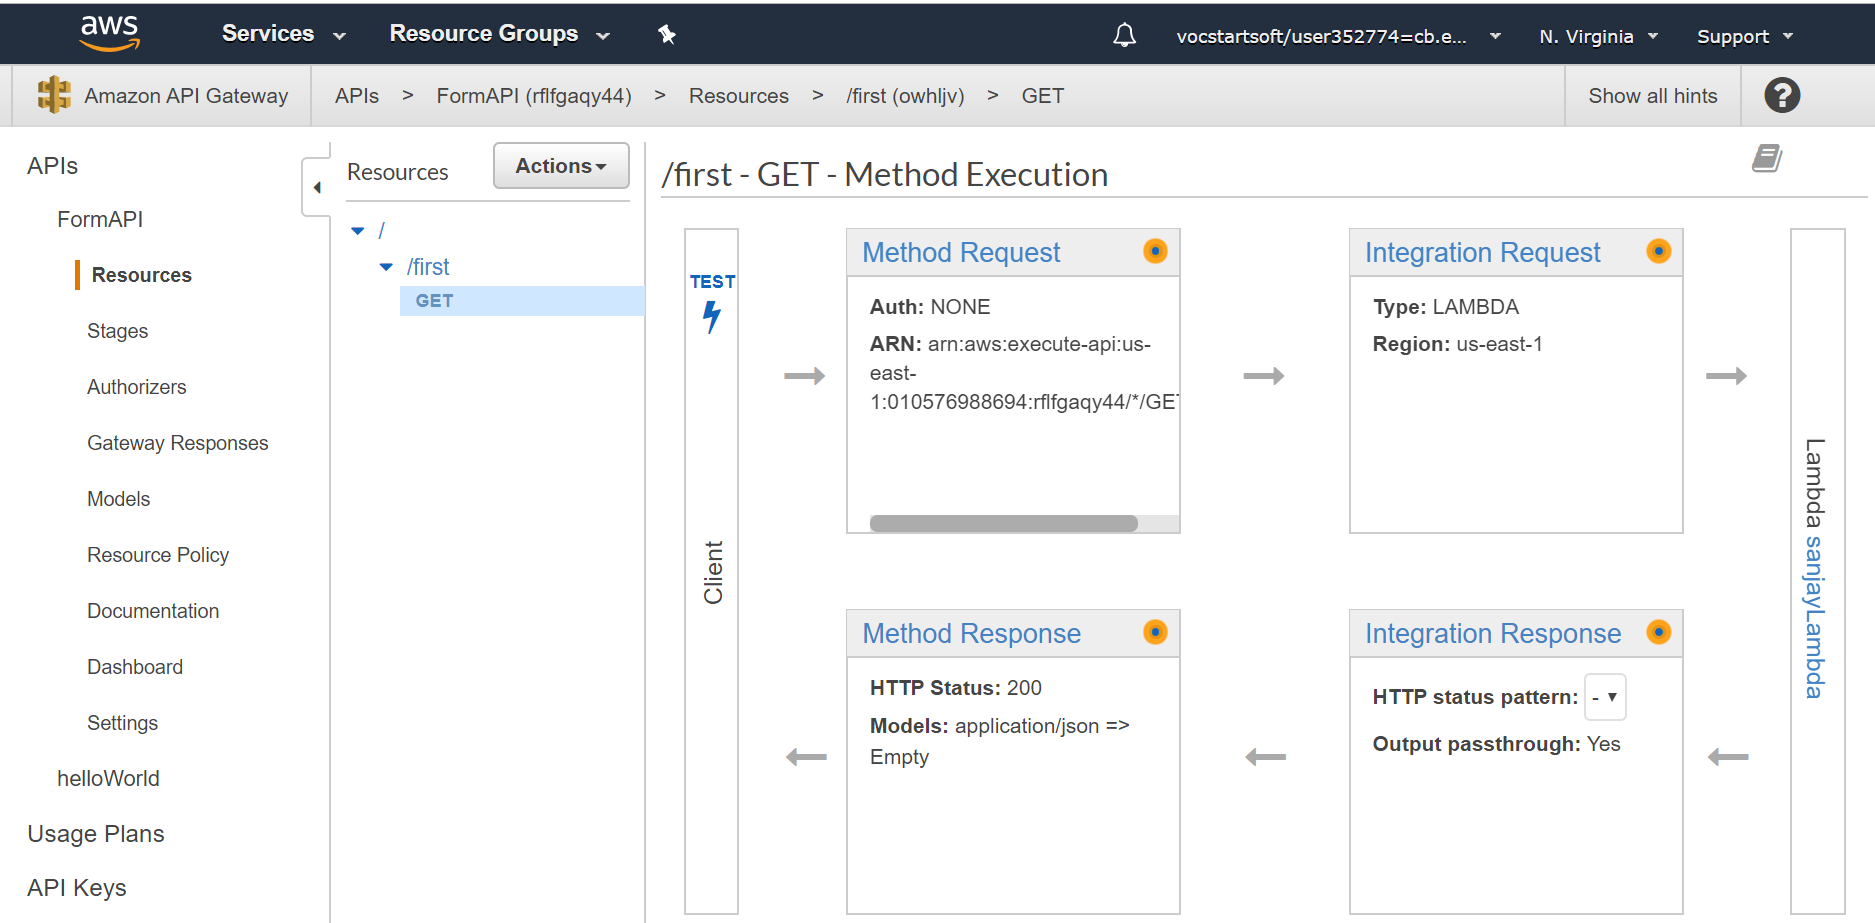 aws
Services
Resource Groups
vocstartsoft/user352774=cb.e...
N. Virginia
Support
Amazon API Gateway
APIs > FormAPI (rflfgaqy44) > Resources > /first (owhljv) > GET
Show all hints
?
APIs
FormAPI
Resources
Stages
Authorizers
Gateway Responses
Models
Resource Policy
Documentation
Dashboard
Settings
helloWorld
Usage Plans
API Keys
Resources
Actions
/
/first
GET
/first - GET - Method Execution
TEST
Client
Method Request
Auth: NONE
ARN: arn:aws:execute-api:us-
east-
1:010576988694:rflfgaqy44/*/GET
Integration Request
Type: LAMBDA
Region: us-east-1
Lambda sanjayLambda
Method Response
HTTP Status: 200
Models: application/json =>
Empty
Integration Response
HTTP status pattern: -
Output passthrough: Yes